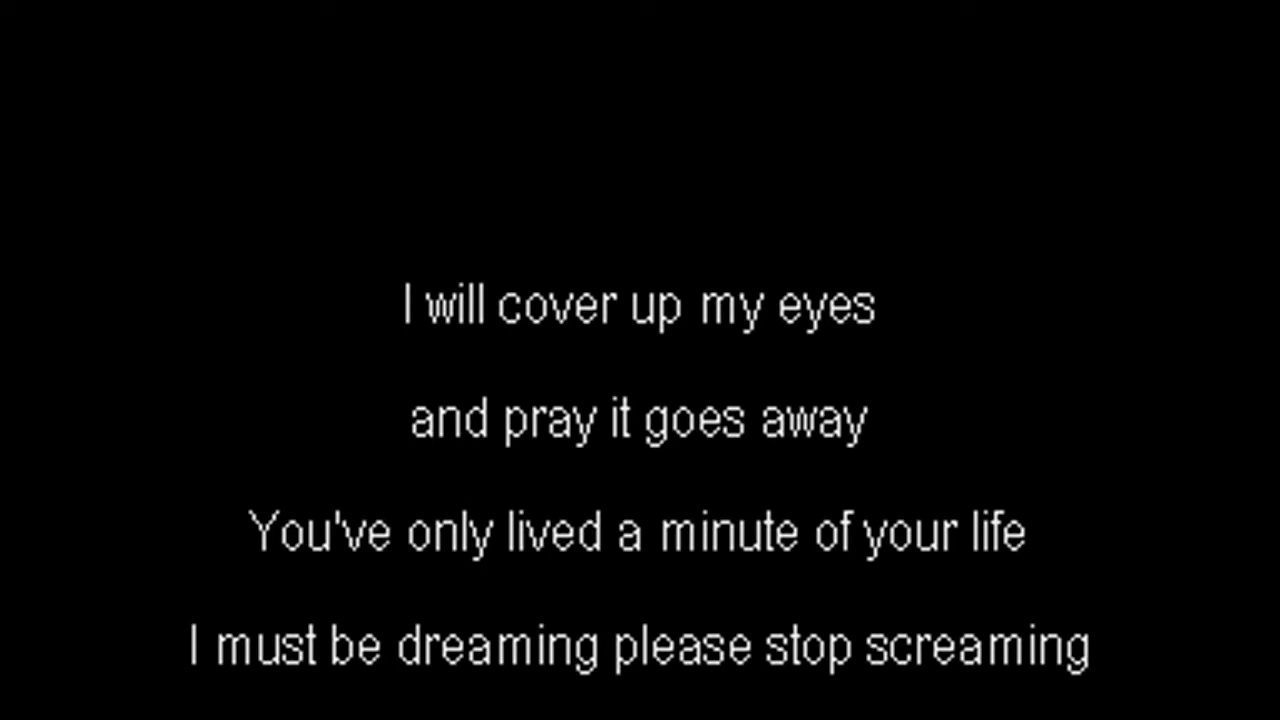 I will cover up my eyes
and pray it goes away
You've only lived a minute of your life
I must be dreaming please stop screaming